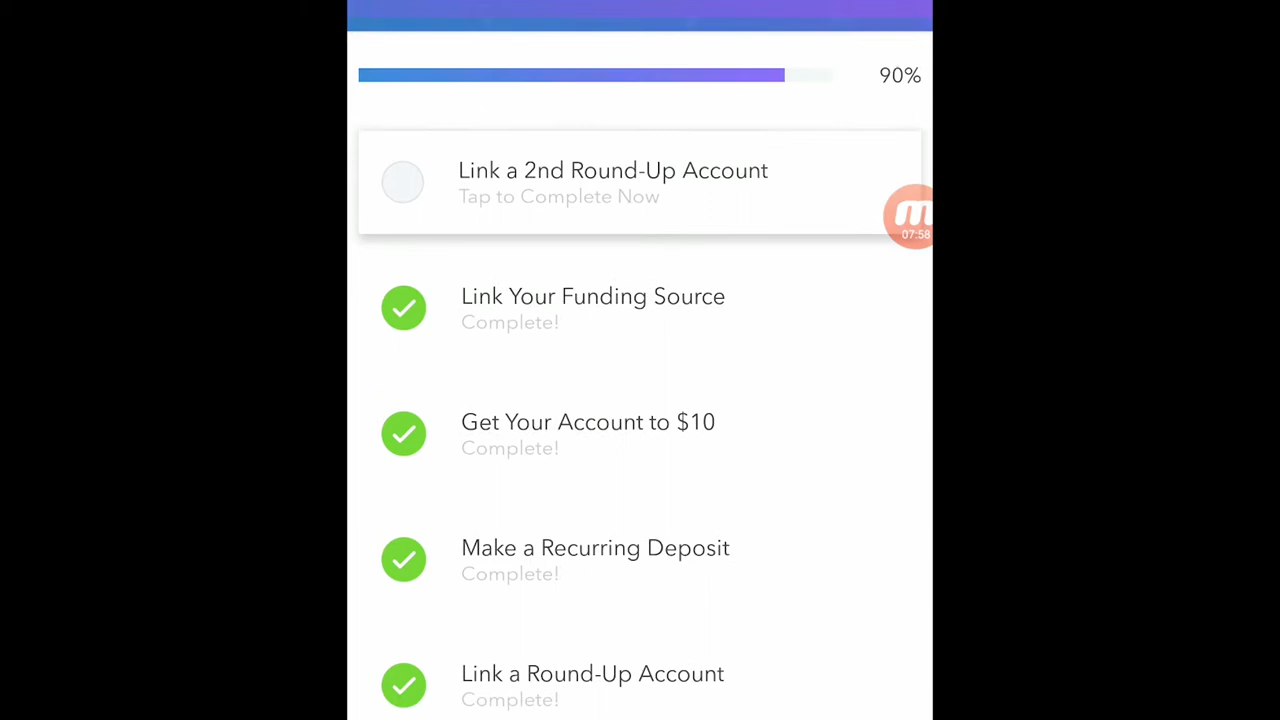 90%
Link a 2nd Round-Up Account
Tap to Complete Now
07:58
Link Your Funding Source
Complete!
Get Your Account to $10
Complete!
Make a Recurring Deposit
Complete!
Link a Round-Up Account
Complete!